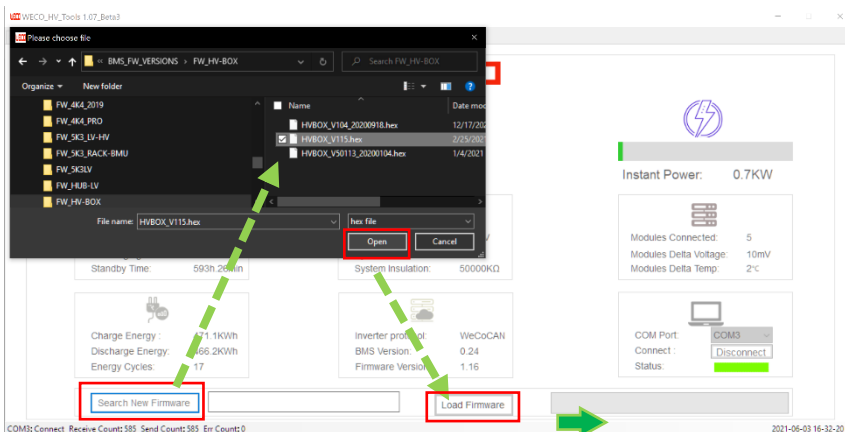 WECO_HV_Tools 1.07_Beta3
Please choose file
« BMS_FW_VERSIONS › FW_HV-BOX
Search FW_HV-BOX
Organize
New folder
FW_4K4_2019
FW_4K4_PRO
FW_5K3_LV-HV
FW_5K3_RACK-BMU
FW_5K3LV
FW_HUB-LV
FW_HV-BOX
Name
Date mod
HVBOX_V104_20200918.hex
12/17/202
HVBOX_V115.hex
2/25/202
HVBOX_V50113_20200104.hex
1/4/2021
File name:
HVBOX_V115.hex
hex file
Open
Cancel
Instant Power: 0.7KW
Modules Connected: 5
Modules Delta Voltage: 10mV
Modules Delta Temp: 2℃
Standby Time: 593h.26min
System Insulation: 50000KΩ
Charge Energy : 471.1KWh
Discharge Energy: 466.2KWh
Energy Cycles: 17
Inverter protocol: WeCoCAN
BMS Version: 0.24
Firmware Version: 1.16
COM Port: COM3
Connect : Disconnect
Status:
Search New Firmware
Load Firmware
COM3: Connect Receive Count: 585 Send Count: 585 Err Count: 0
2021-06-03 16-32-20